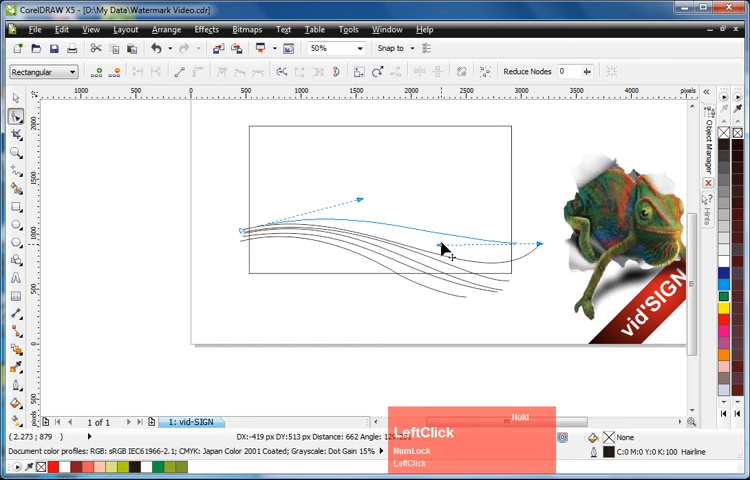 CorelDRAW X5 - [D:\My Data\Watermark Video.cdr]
File Edit View Layout Arrange Effects Bitmaps Text Table Tools Window Help
50% Snap to
Rectangular Reduce Nodes 0
1000 500 0 500 1000 1500 2000 2500 3000 3500 4000 pixels
2000
1500
1000
500
0
500
Object Manager
Hints
vid'SIGN
1 of 1 1: vid-SIGN
Hold
LeftClick
NumLock
LeftClick
( 2.273 ; 879 ) DX:-419 px DY:513 px Distance: 662 Angle:
None
Document color profiles: RGB: sRGB IEC61966-2.1; CMYK: Japan Color 2001 Coated; Grayscale: Dot Gain 15%
C:0 M:0 Y:0 K:100 Hairline